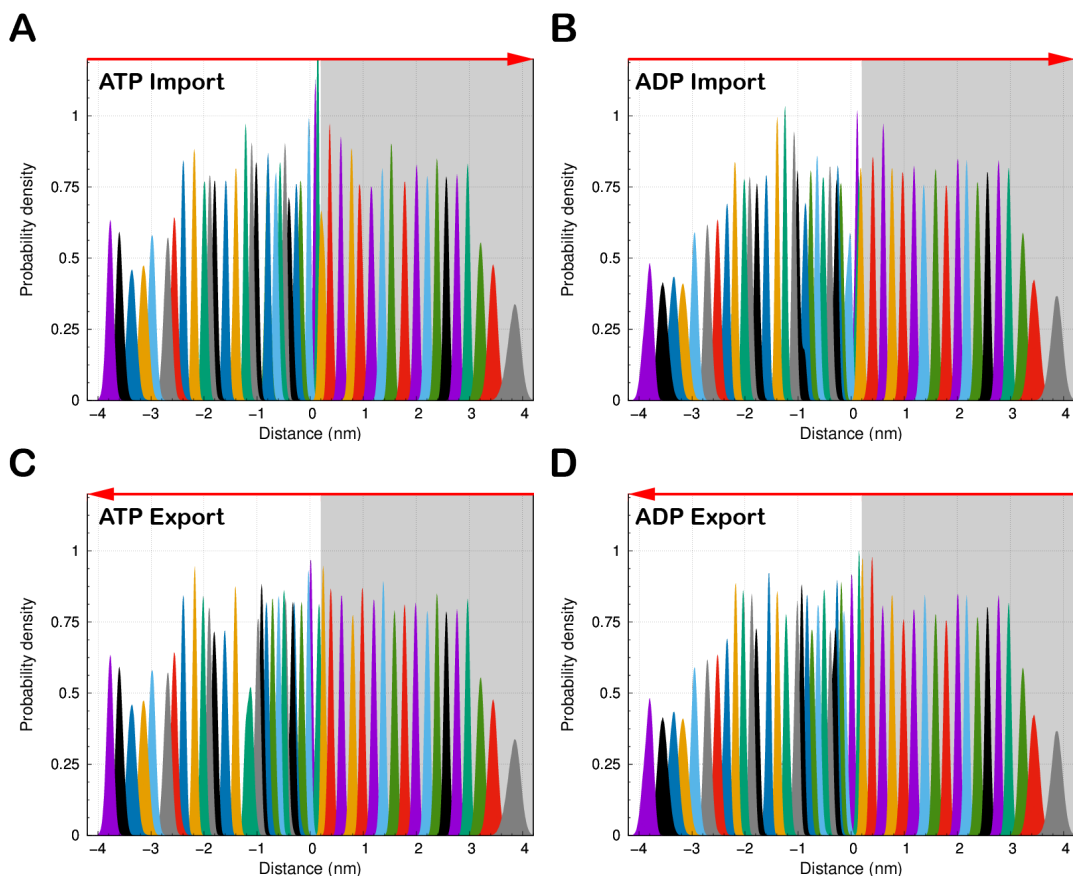 A
B
ATP Import
ADP Import
Probability density
1
0.75
0.5
0.25
0
−4 −3 −2 −1 0 1 2 3 4
Distance (nm)
Probability density
1
0.75
0.5
0.25
0
−4 −3 −2 −1 0 1 2 3 4
Distance (nm)
C
D
ATP Export
ADP Export
Probability density
1
0.75
0.5
0.25
0
−4 −3 −2 −1 0 1 2 3 4
Distance (nm)
Probability density
1
0.75
0.5
0.25
0
−4 −3 −2 −1 0 1 2 3 4
Distance (nm)